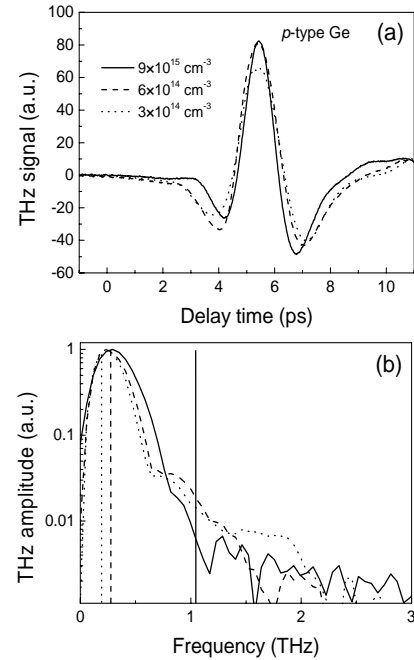 p-type Ge
(a)
9×10¹⁵ cm⁻³
6×10¹⁴ cm⁻³
3×10¹⁴ cm⁻³
100
80
60
40
20
0
-20
-40
-60
THz signal (a.u.)
0 2 4 6 8 10
Delay time (ps)
(b)
1
0.1
0.01
THz amplitude (a.u.)
0 1 2 3
Frequency (THz)